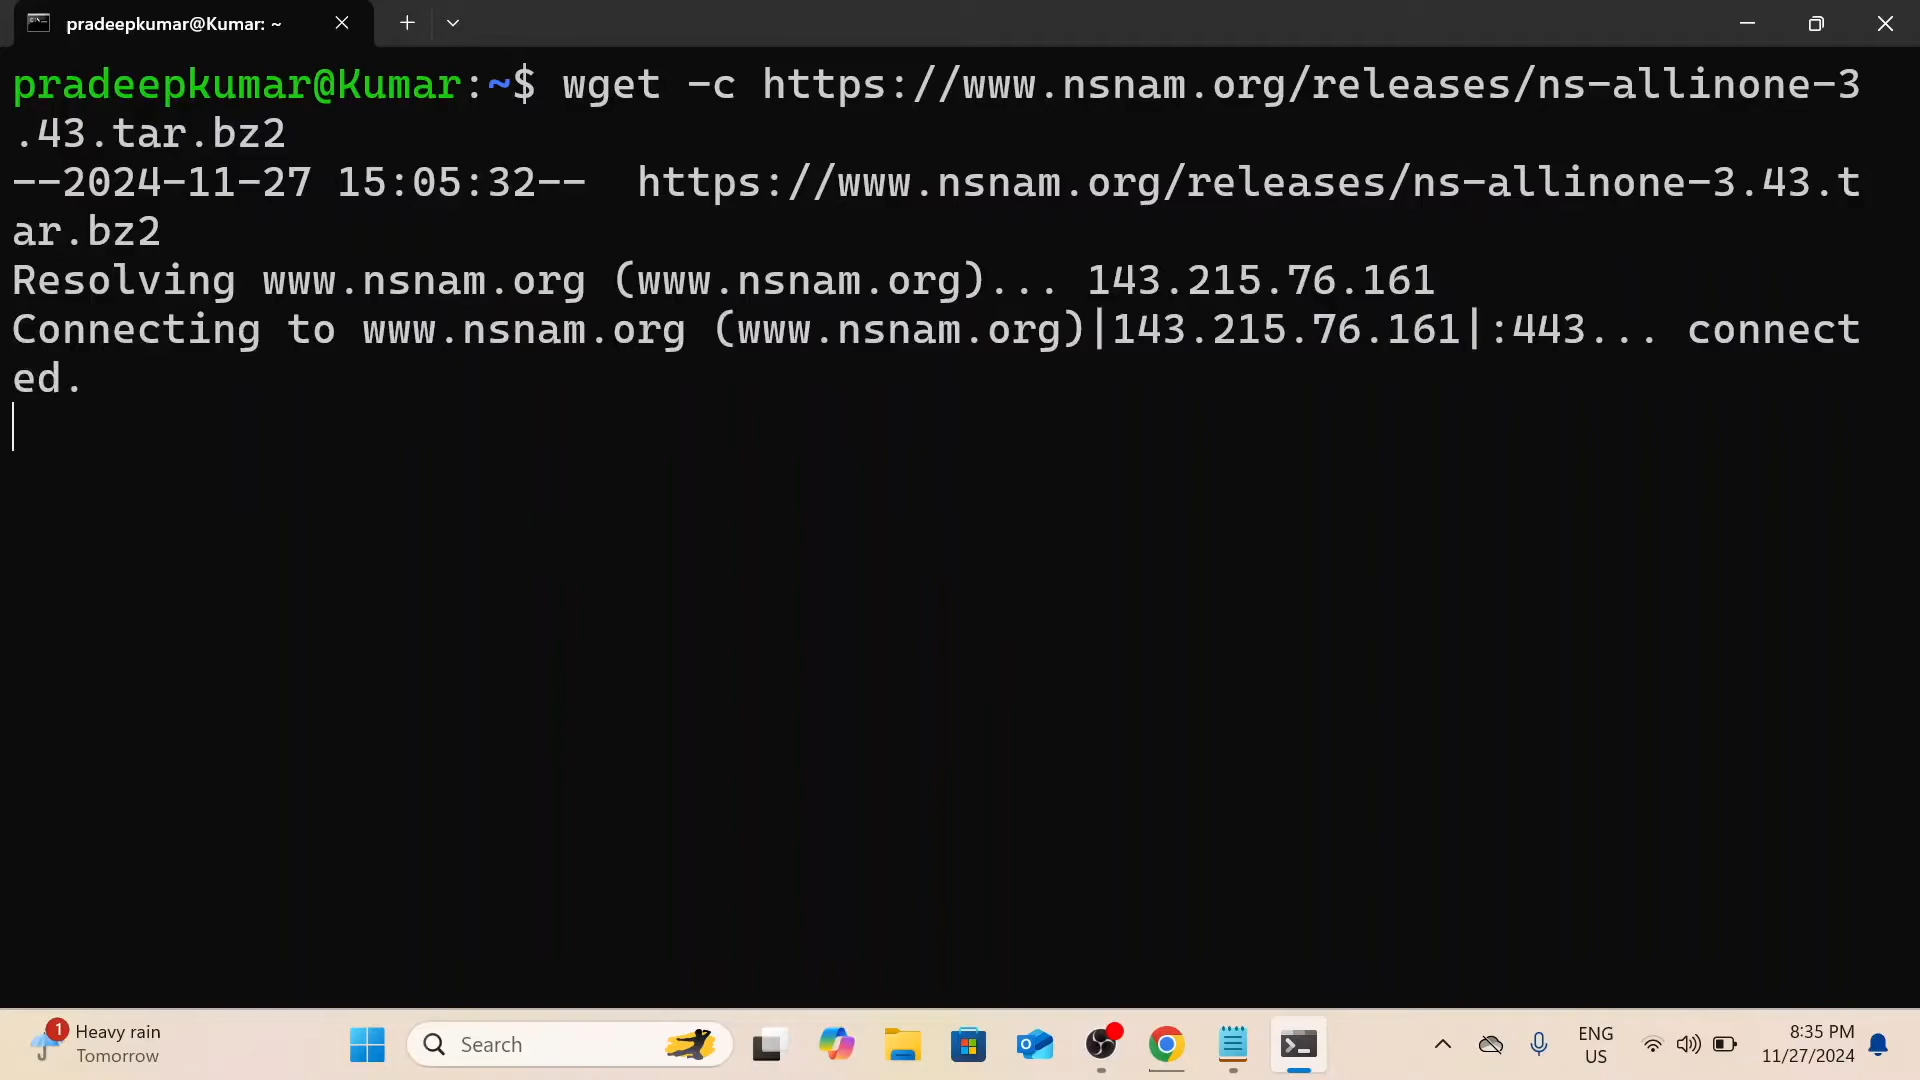 pradeepkumar@Kumar: ~
pradeepkumar@Kumar:~$ wget -c https://www.nsnam.org/releases/ns-allinone-3
.43.tar.bz2
--2024-11-27 15:05:32--  https://www.nsnam.org/releases/ns-allinone-3.43.t
ar.bz2
Resolving www.nsnam.org (www.nsnam.org)... 143.215.76.161
Connecting to www.nsnam.org (www.nsnam.org)|143.215.76.161|:443... connect
ed.
1
Heavy rain
Tomorrow
Search
ENG
US
8:35 PM
11/27/2024